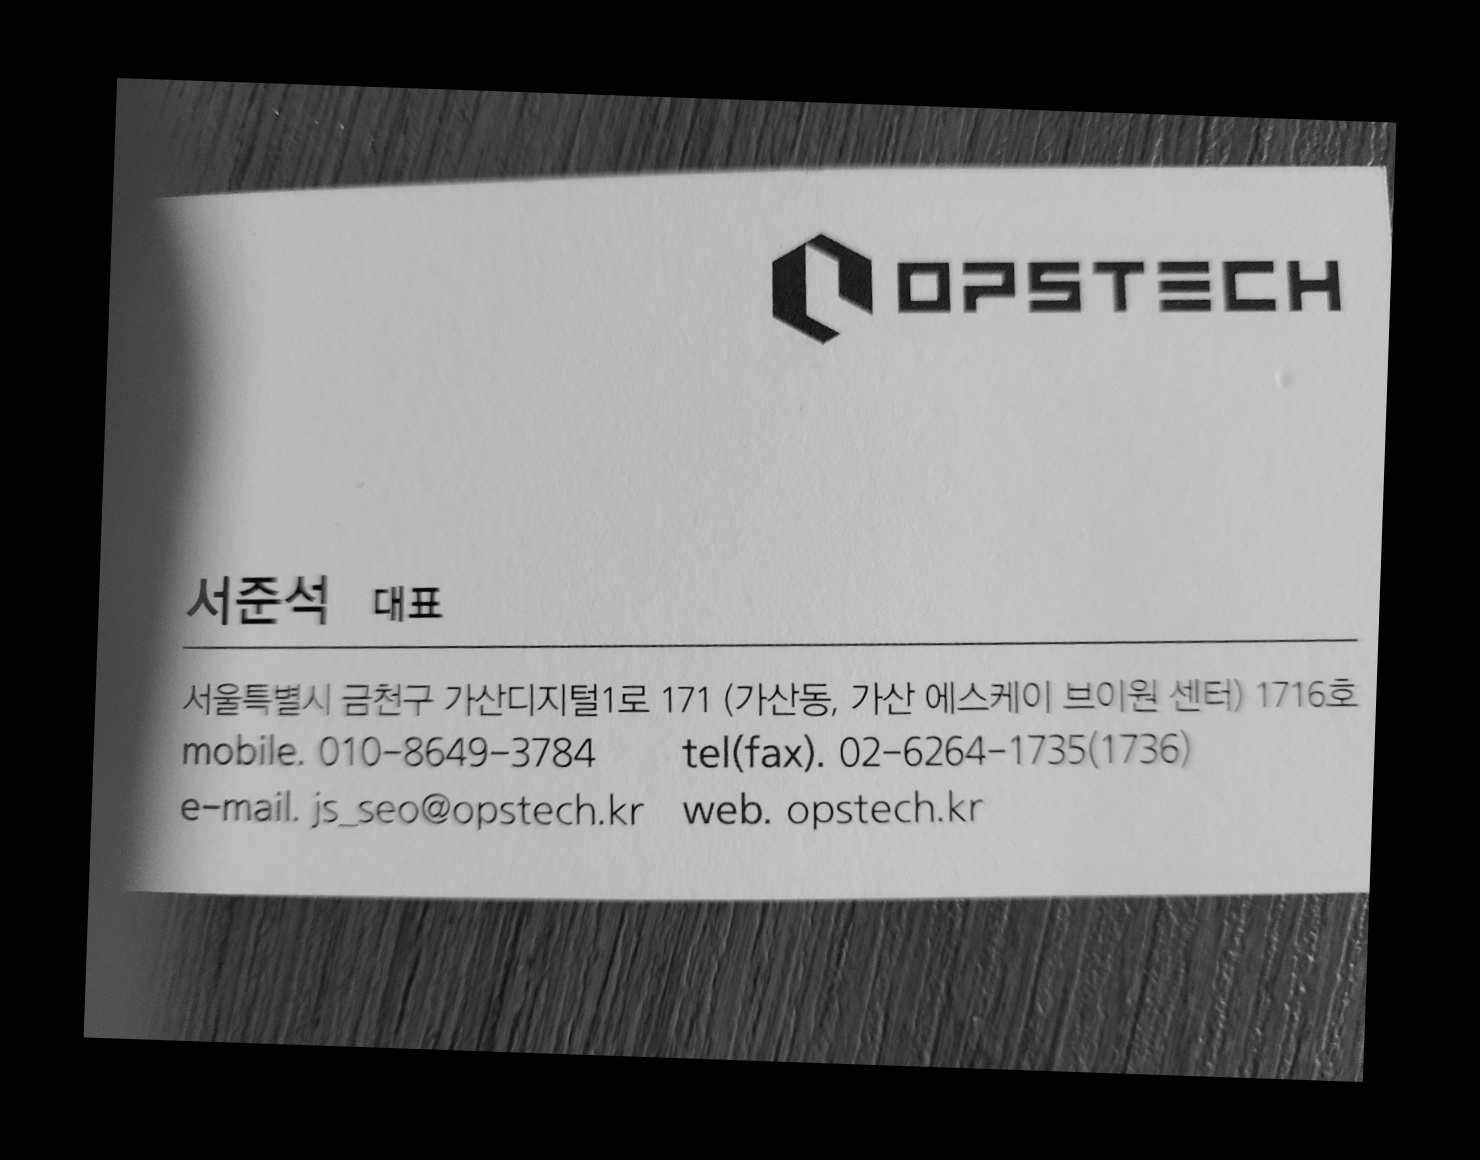 OPSTECH
서준석 대표
서울특별시 금천구 가산디지털1로 171 (가산동, 가산 에스케이 브이원 센터) 1716호
mobile. 010-8649-3784 tel(fax). 02-6264-1735(1736)
e-mail. js_seo@opstech.kr web. opstech.kr